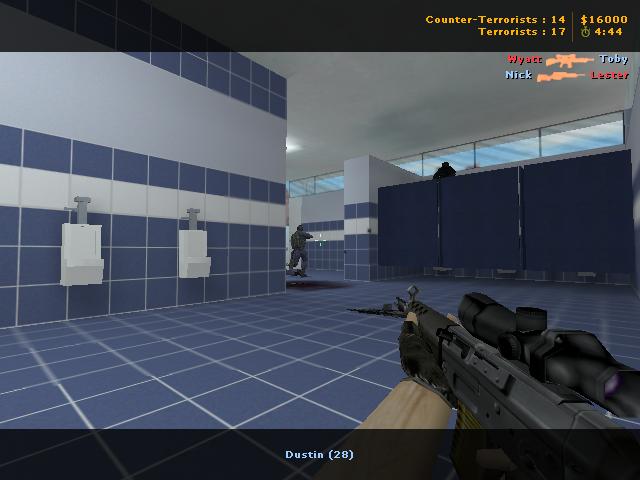 Counter-Terrorists : 14 $16000
Terrorists : 17 4:44
Wyatt Toby
Nick Lester
Dustin (28)